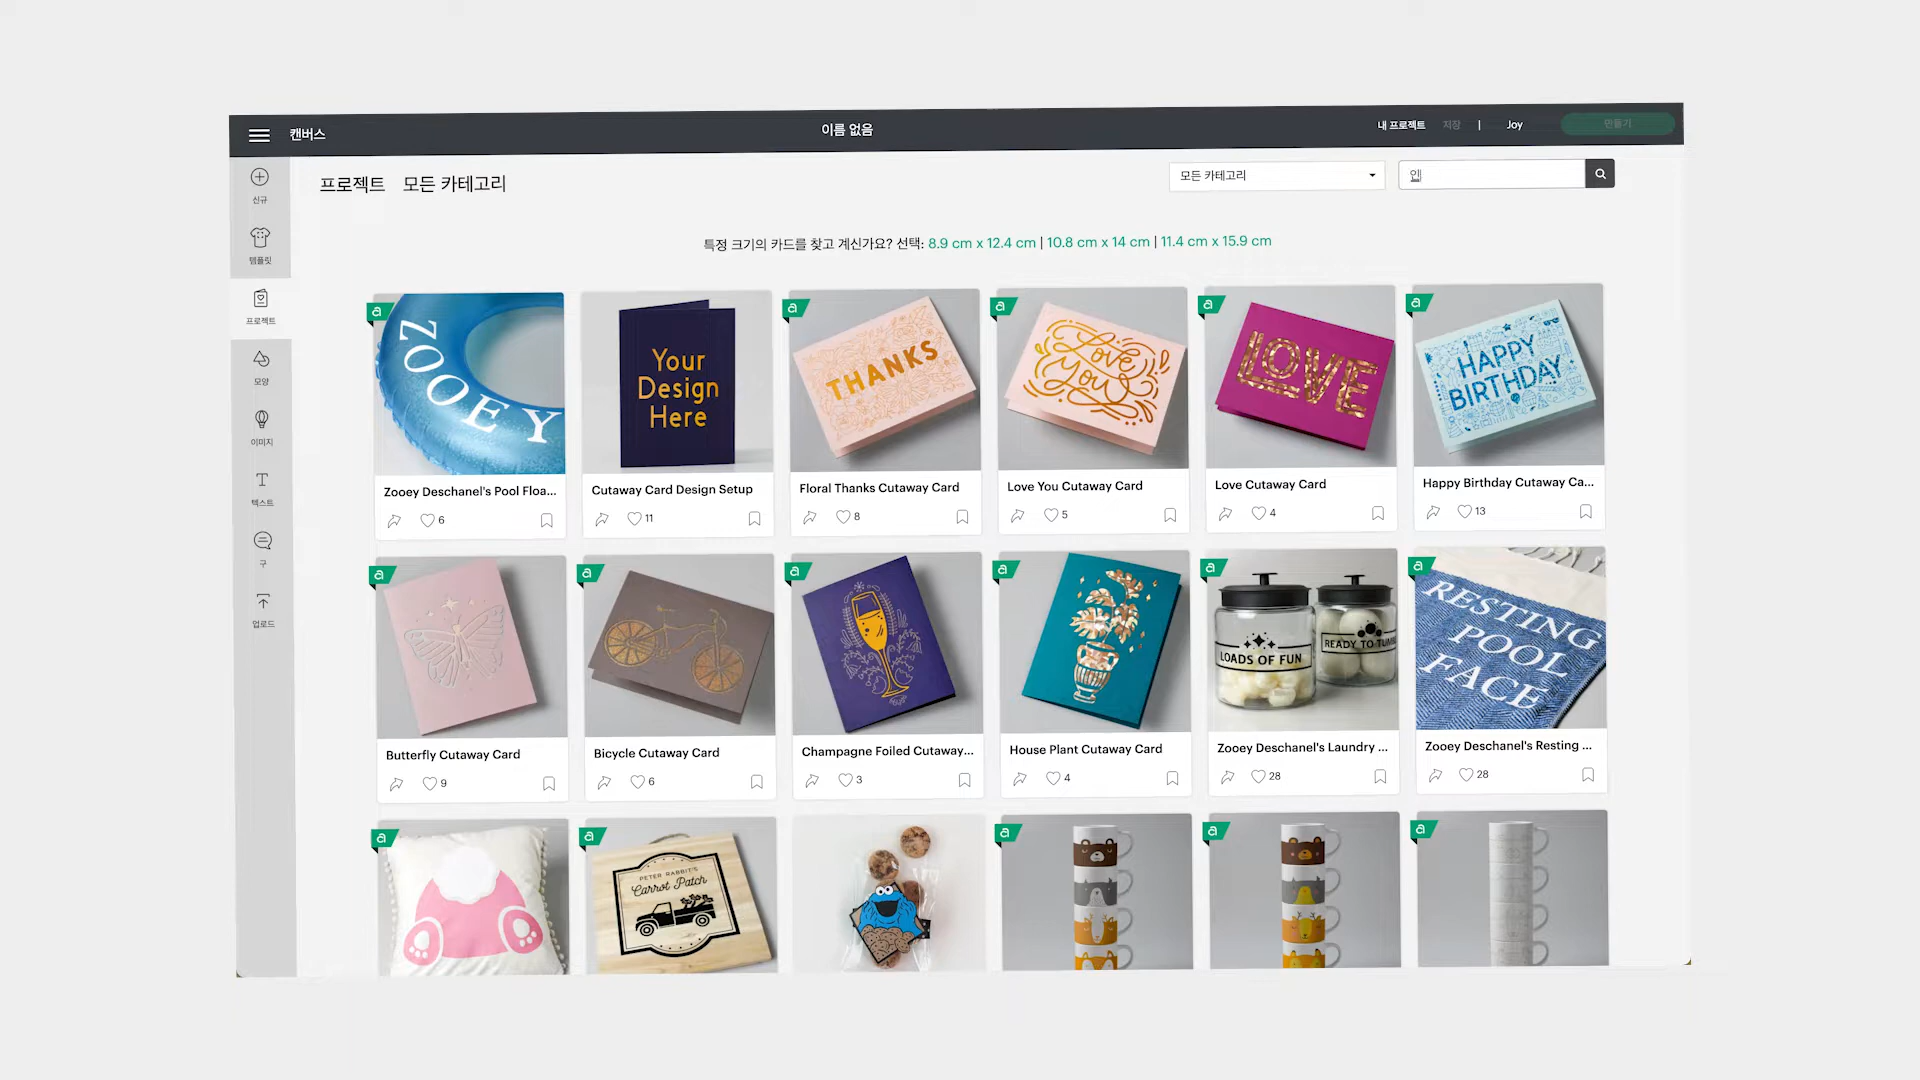 캔버스
이름 없음
내 프로젝트 저장 | Joy 만들기
신규
템플릿
프로젝트
모양
이미지
텍스트
구
업로드
프로젝트 모든 카테고리
모든 카테고리
인
특정 크기의 카드를 찾고 계신가요? 선택: 8.9 cm x 12.4 cm | 10.8 cm x 14 cm | 11.4 cm x 15.9 cm
a
ZOOEY
Zooey Deschanel's Pool Floa...
6
Your
Design
Here
Cutaway Card Design Setup
11
a
THANKS
Floral Thanks Cutaway Card
8
a
Love
You
Love You Cutaway Card
5
a
LOVE
Love Cutaway Card
4
a
HAPPY
BIRTHDAY
Happy Birthday Cutaway Ca...
13
a
Butterfly Cutaway Card
9
a
Bicycle Cutaway Card
6
a
Champagne Foiled Cutaway...
3
a
House Plant Cutaway Card
4
a
LOADS OF FUN
READY TO
Zooey Deschanel's Laundry ...
28
a
RESTING
POOL
FACE
Zooey Deschanel's Resting ...
28
a
a
PETER RABBIT'S
Carrot Patch
a
a
a